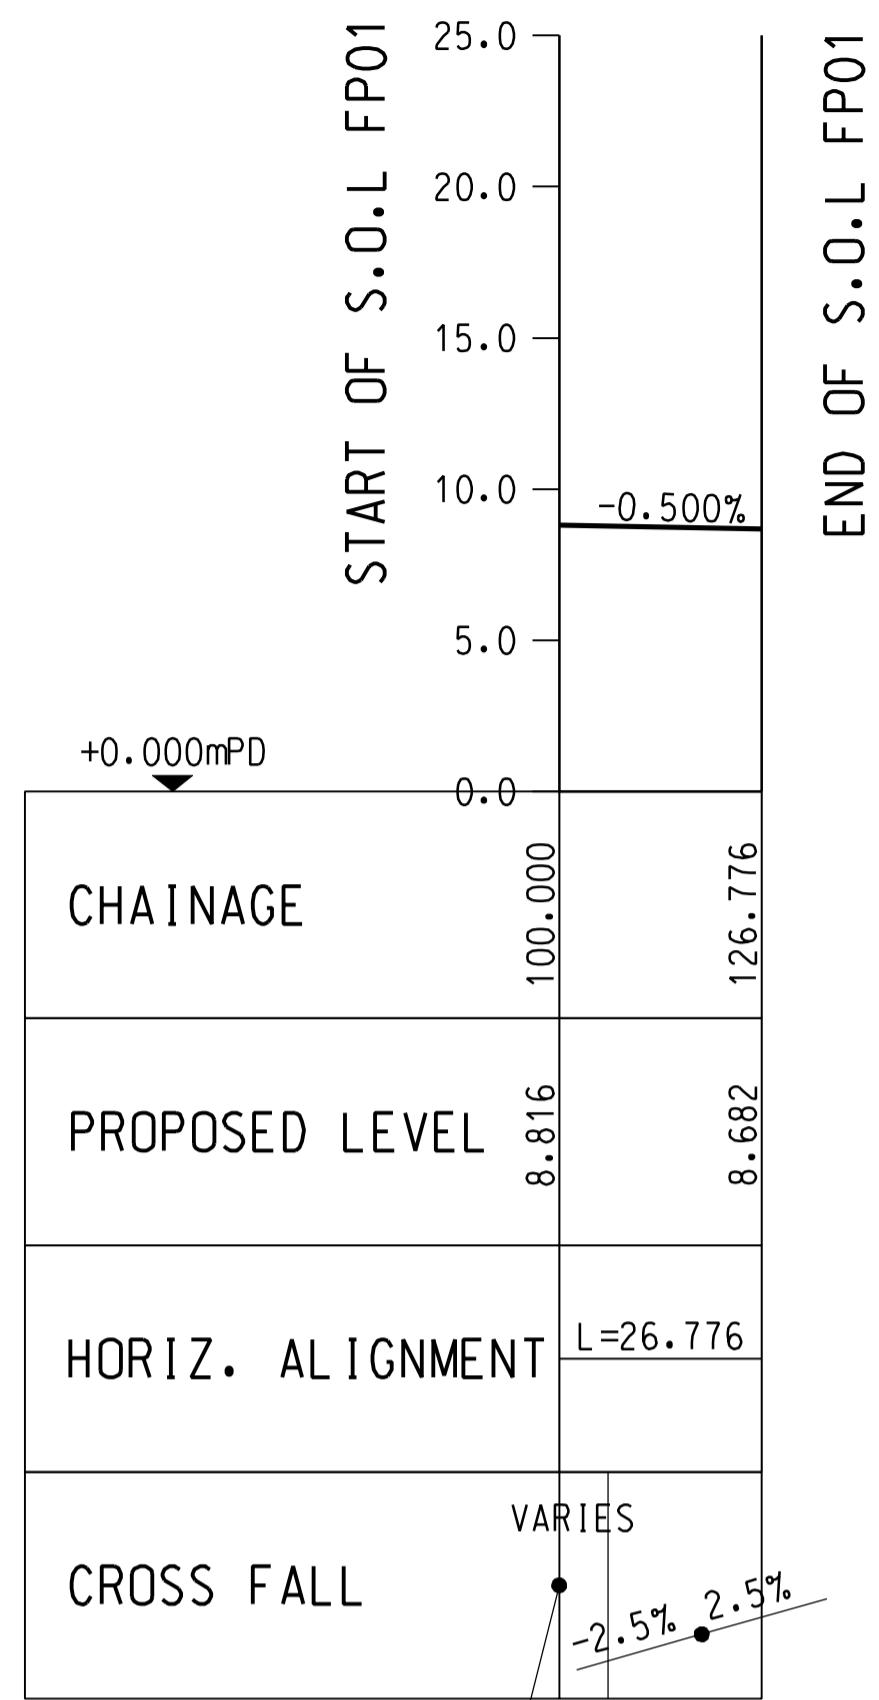 START OF S.O.L FP01
25.0
20.0
15.0
10.0
5.0
0.0
-0.500%
END OF S.O.L FP01
+0.000mPD
CHAINAGE
100.000
126.776
PROPOSED LEVEL
8.816
8.682
HORIZ. ALIGNMENT
L=26.776
CROSS FALL
VARIES
-2.5%
2.5%